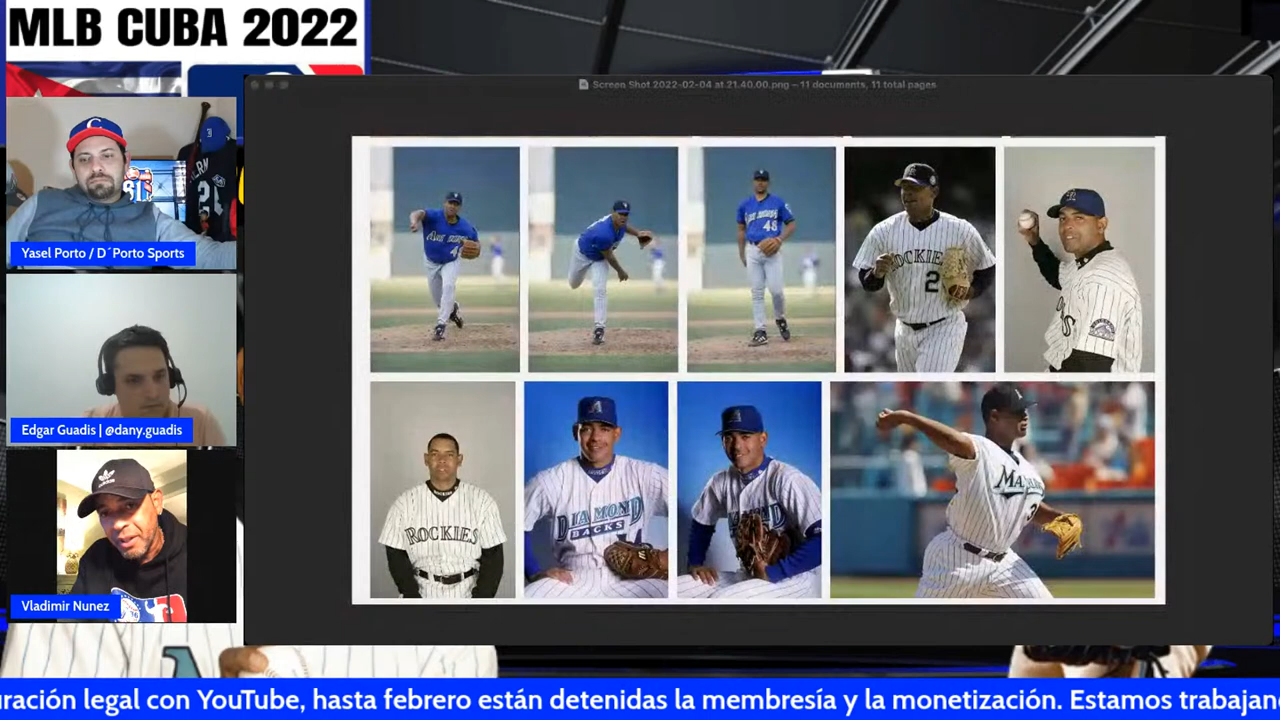 MLB CUBA 2022
Screen Shot 2022-02-04 at 21.40.00.png – 11 documents, 11 total pages
Yasel Porto / D´Porto Sports
Edgar Guadis | @dany.guadis
Vladimir Nunez
48
ROCKIES
2
ROCKIES
DIAMOND
BACKS
uración legal con YouTube, hasta febrero están detenidas la membresía y la monetización. Estamos trabajand